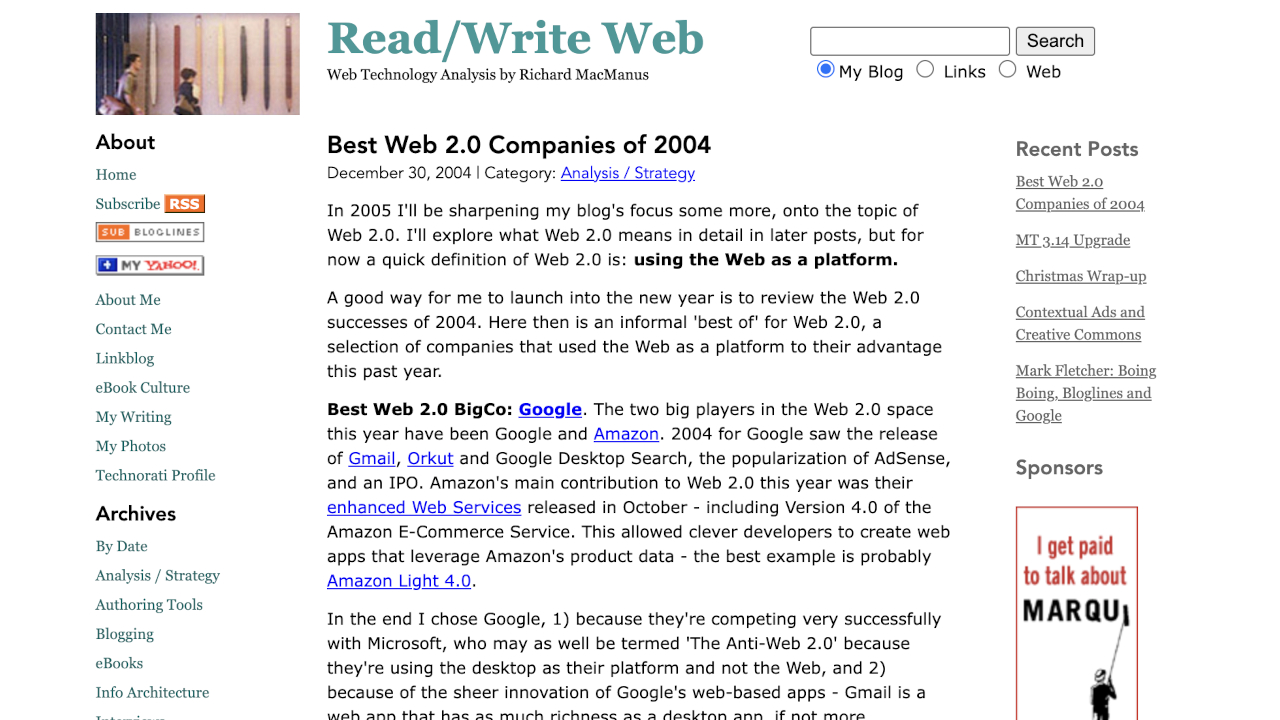 Read/Write Web
Web Technology Analysis by Richard MacManus
Search
My Blog Links Web
About
Home
Subscribe RSS
SUB BLOGLINES
MY YAHOO!
About Me
Contact Me
Linkblog
eBook Culture
My Writing
My Photos
Technorati Profile
Archives
By Date
Analysis / Strategy
Authoring Tools
Blogging
eBooks
Info Architecture
Interviews
Best Web 2.0 Companies of 2004
December 30, 2004 | Category: Analysis / Strategy
In 2005 I'll be sharpening my blog's focus some more, onto the topic of
Web 2.0. I'll explore what Web 2.0 means in detail in later posts, but for
now a quick definition of Web 2.0 is: using the Web as a platform.
A good way for me to launch into the new year is to review the Web 2.0
successes of 2004. Here then is an informal 'best of' for Web 2.0, a
selection of companies that used the Web as a platform to their advantage
this past year.
Best Web 2.0 BigCo: Google. The two big players in the Web 2.0 space
this year have been Google and Amazon. 2004 for Google saw the release
of Gmail, Orkut and Google Desktop Search, the popularization of AdSense,
and an IPO. Amazon's main contribution to Web 2.0 this year was their
enhanced Web Services released in October - including Version 4.0 of the
Amazon E-Commerce Service. This allowed clever developers to create web
apps that leverage Amazon's product data - the best example is probably
Amazon Light 4.0.
In the end I chose Google, 1) because they're competing very successfully
with Microsoft, who may as well be termed 'The Anti-Web 2.0' because
they're using the desktop as their platform and not the Web, and 2)
because of the sheer innovation of Google's web-based apps - Gmail is a
web app that has as much richness as a desktop app, if not more.
Recent Posts
Best Web 2.0
Companies of 2004
MT 3.14 Upgrade
Christmas Wrap-up
Contextual Ads and
Creative Commons
Mark Fletcher: Boing
Boing, Bloglines and
Google
Sponsors
I get paid
to talk about
MARQUI